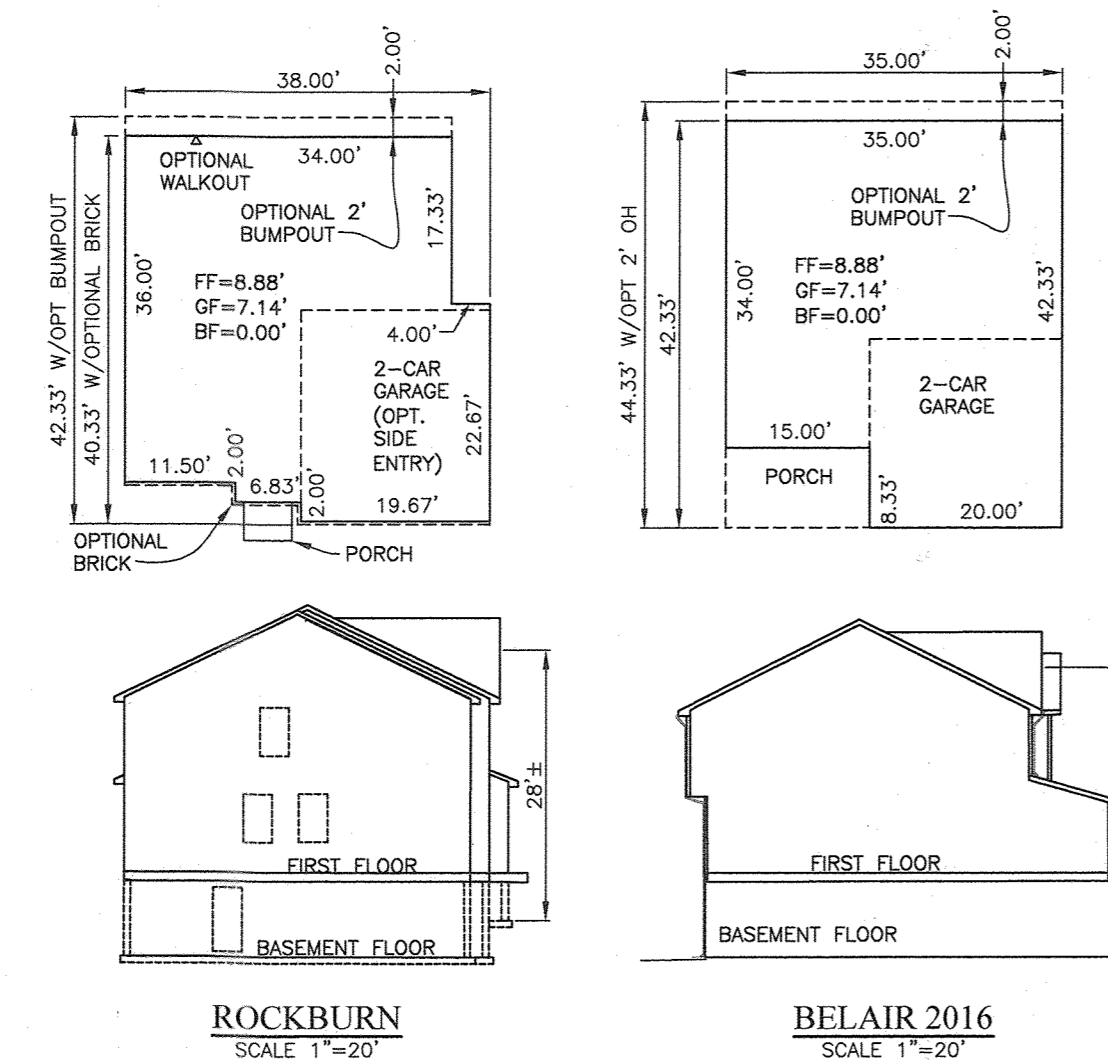 2.00'
38.00'
OPTIONAL
WALKOUT
34.00'
OPTIONAL 2'
BUMPOUT
17.33'
42.33' W/OPT BUMPOUT
40.33' W/OPTIONAL BRICK
36.00'
FF=8.88'
GF=7.14'
BF=0.00'
4.00'
2-CAR
GARAGE
(OPT.
SIDE
ENTRY)
22.67'
11.50'
2.00'
6.83'
2.00'
19.67'
OPTIONAL
BRICK
PORCH
28'±
FIRST FLOOR
BASEMENT FLOOR
ROCKBURN
SCALE 1"=20'
2.00'
35.00'
35.00'
OPTIONAL 2'
BUMPOUT
44.33' W/OPT 2' OH
42.33'
34.00'
FF=8.88'
GF=7.14'
BF=0.00'
42.33'
2-CAR
GARAGE
15.00'
PORCH
8.33'
20.00'
FIRST FLOOR
BASEMENT FLOOR
BELAIR 2016
SCALE 1"=20'